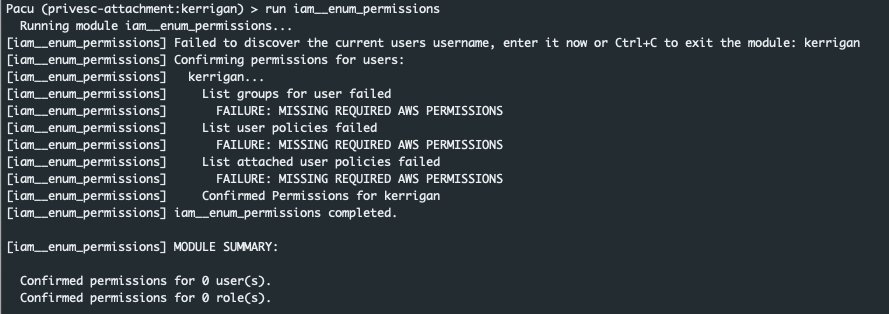 Pacu (privesc-attachment:kerrigan) > run iam__enum_permissions
Running module iam__enum_permissions...
[iam__enum_permissions] Failed to discover the current users username, enter it now or Ctrl+C to exit the module: kerrigan
[iam__enum_permissions] Confirming permissions for users:
[iam__enum_permissions]   kerrigan...
[iam__enum_permissions]     List groups for user failed
[iam__enum_permissions]       FAILURE: MISSING REQUIRED AWS PERMISSIONS
[iam__enum_permissions]     List user policies failed
[iam__enum_permissions]       FAILURE: MISSING REQUIRED AWS PERMISSIONS
[iam__enum_permissions]     List attached user policies failed
[iam__enum_permissions]       FAILURE: MISSING REQUIRED AWS PERMISSIONS
[iam__enum_permissions]     Confirmed Permissions for kerrigan
[iam__enum_permissions] iam__enum_permissions completed.
[iam__enum_permissions] MODULE SUMMARY:
Confirmed permissions for 0 user(s).
Confirmed permissions for 0 role(s).